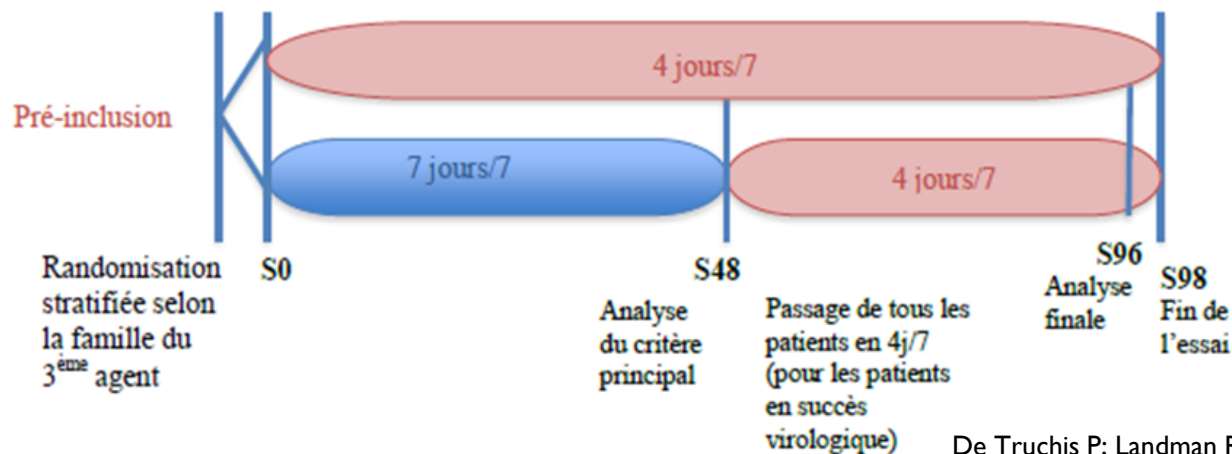 4 jours/7
Pré-inclusion
7 jours/7
4 jours/7
Randomisation
stratifiée selon
la famille du
3ème agent
S0
S48
Analyse
du critère
principal
Passage de tous les
patients en 4j/7
(pour les patients
en succès
virologique)
S96
Analyse
finale
S98
Fin de
l'essai
De Truchis P; Landman